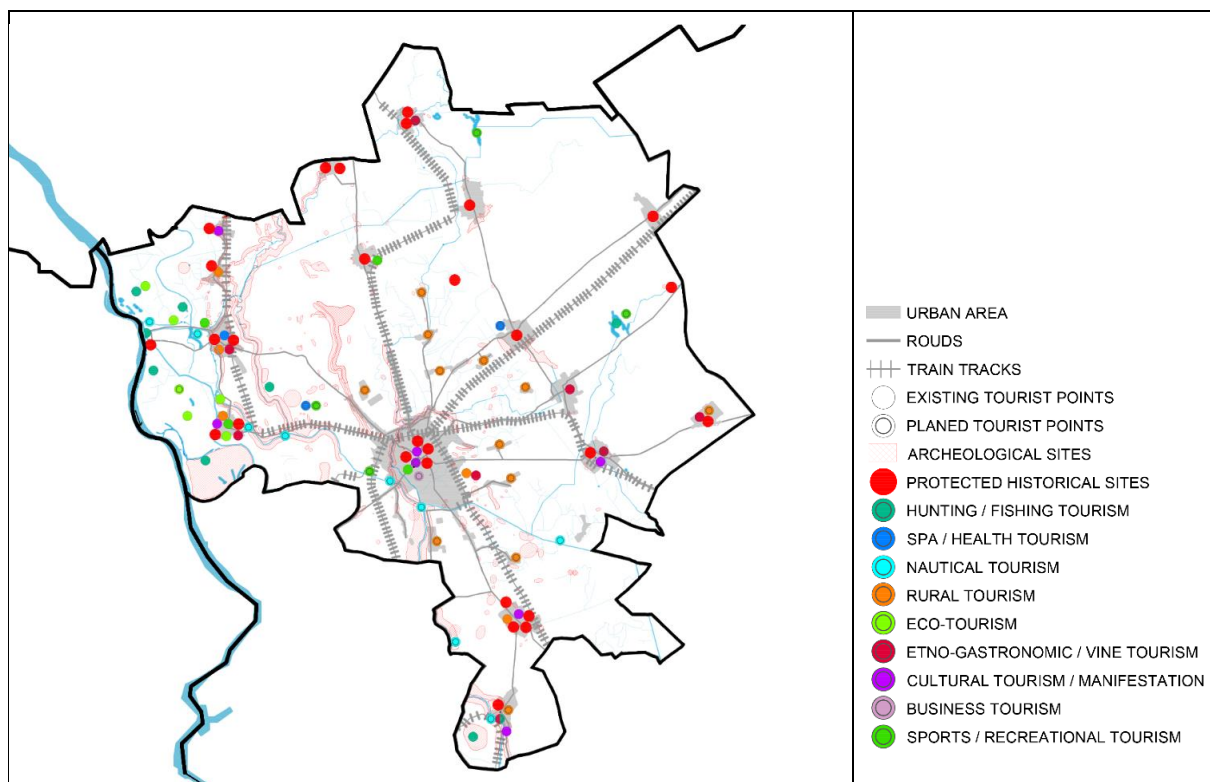 URBAN AREA
ROUDS
TRAIN TRACKS
EXISTING TOURIST POINTS
PLANED TOURIST POINTS
ARCHEOLOGICAL SITES
PROTECTED HISTORICAL SITES
HUNTING / FISHING TOURISM
SPA / HEALTH TOURISM
NAUTICAL TOURISM
RURAL TOURISM
ECO-TOURISM
ETNO-GASTRONOMIC / VINE TOURISM
CULTURAL TOURISM / MANIFESTATION
BUSINESS TOURISM
SPORTS / RECREATIONAL TOURISM